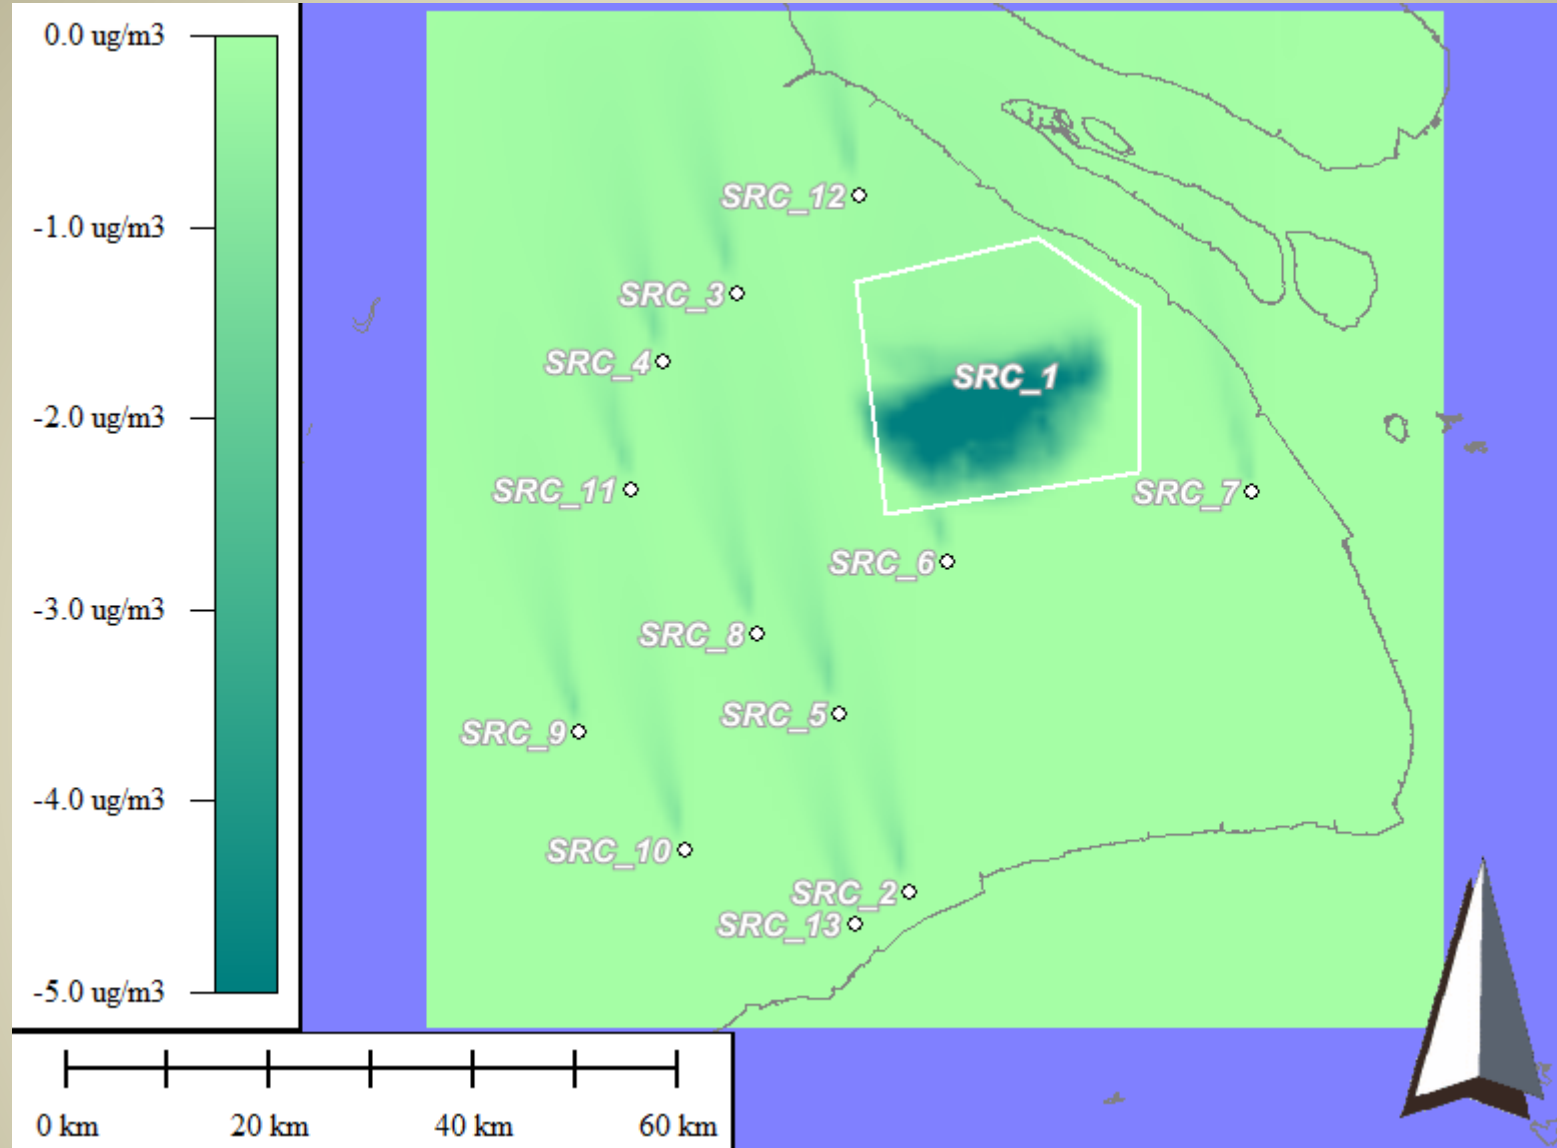 0.0 ug/m3
-1.0 ug/m3
-2.0 ug/m3
-3.0 ug/m3
-4.0 ug/m3
-5.0 ug/m3
SRC_12
SRC_3
SRC_4
SRC_1
SRC_11
SRC_7
SRC_6
SRC_8
SRC_5
SRC_9
SRC_10
SRC_2
SRC_13
0 km 20 km 40 km 60 km